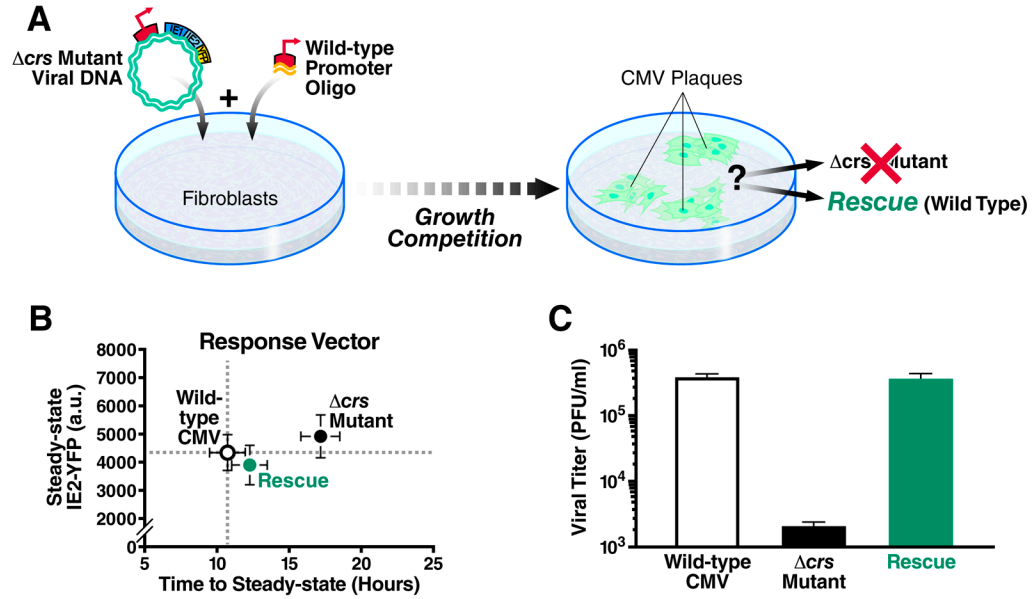 A
Δcrs Mutant
Viral DNA
IE1/IE2
YFP
+
Wild-type
Promoter
Oligo
Fibroblasts
Growth
Competition
CMV Plaques
?
Δcrs Mutant
Rescue (Wild Type)
B
Response Vector
Steady-state
IE2-YFP (a.u.)
8000
7000
6000
5000
4000
3000
2000
0
Wild-
type
CMV
Δcrs
Mutant
Rescue
5
10
15
20
25
Time to Steady-state (Hours)
C
Viral Titer (PFU/ml)
10⁶
10⁵
10⁴
10³
Wild-type
CMV
Δcrs
Mutant
Rescue